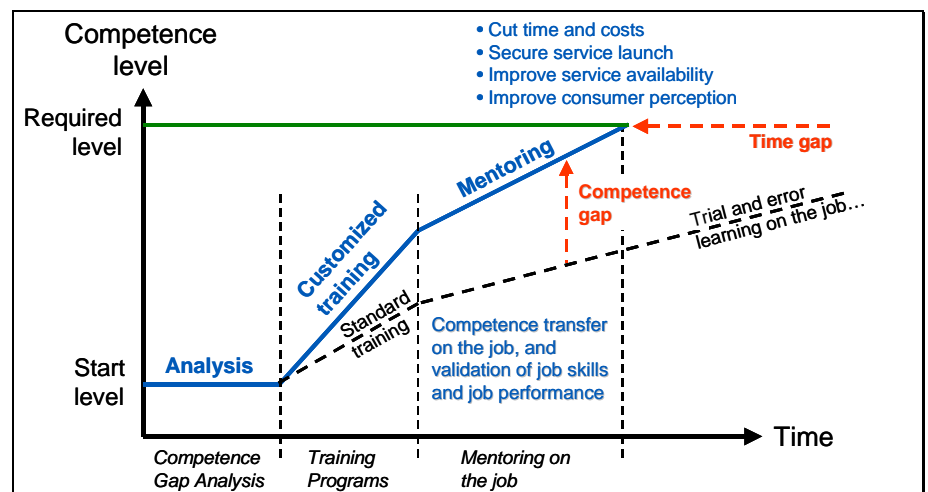 Competence
level
• Cut time and costs
• Secure service launch
• Improve service availability
• Improve consumer perception
Required
level
Time gap
Mentoring
Competence
gap
Trial and error
learning on the job…
Customized
training
Standard
training
Competence transfer
on the job, and
validation of job skills
and job performance
Analysis
Start
level
Time
Competence
Gap Analysis
Training
Programs
Mentoring on
the job